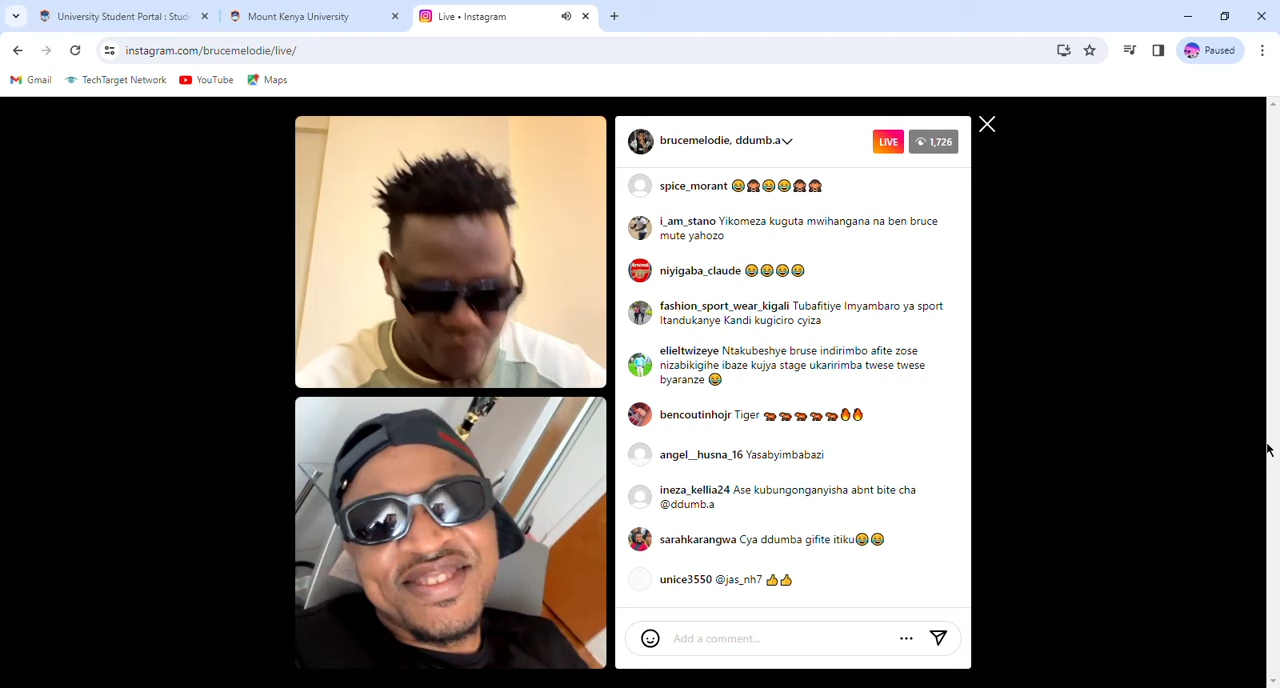 University Student Portal : Stude
Mount Kenya University
Live • Instagram
instagram.com/brucemelodie/live/
Paused
Gmail
TechTarget Network
YouTube
Maps
brucemelodie, ddumb.a
LIVE
1,726
spice_morant 😂🙈😂😂🙈🙈
i_am_stano Yikomeza kuguta mwihangana na ben bruce
mute yahozo
niyigaba_claude 😂😂😂😂
fashion_sport_wear_kigali Tubafitiye Imyambaro ya sport
Itandukanye Kandi kugiciro cyiza
elieltwizeye Ntakubeshye bruse indirimbo afite zose
nizabikigihe ibaze kujya stage ukaririmba twese twese
byaranze 😂
bencoutinhojr Tiger 🐅🐅🐅🐅🐅🔥🔥
angel__husna_16 Yasabyimbabazi
ineza_kellia24 Ase kubungonganyisha abnt bite cha
@ddumb.a
sarahkarangwa Cya ddumba gifite itiku😂😂
unice3550 @jas_nh7 👍👍
Add a comment...